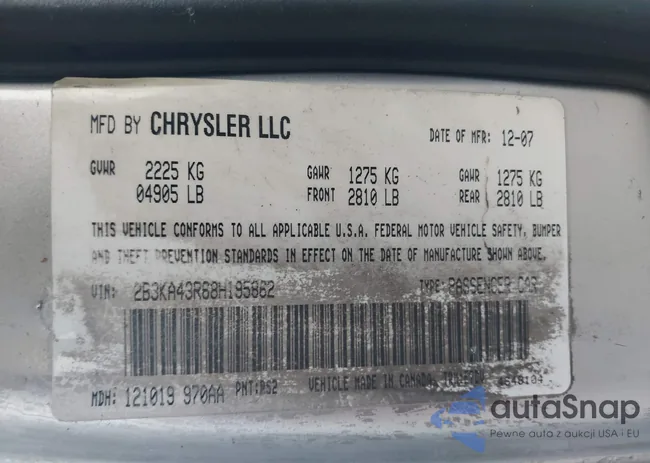 MFD BY CHRYSLER LLC
DATE OF MFR: 12-07
GVWR 2225 KG GAWR 1275 KG GAWR 1275 KG
04905 LB FRONT 2810 LB REAR 2810 LB
THIS VEHICLE CONFORMS TO ALL APPLICABLE U.S.A. FEDERAL MOTOR VEHICLE SAFETY, BUMPER
AND THEFT PREVENTION STANDARDS IN EFFECT ON THE DATE OF MANUFACTURE SHOWN ABOVE.
VIN: 2B3KA43R68H195862 TYPE: PASSENGER CAR
MDH: 121019 970AA PNT: PS2 VEHICLE MADE IN CANADA
autaSnap
Pewne auta z aukcji USA i EU